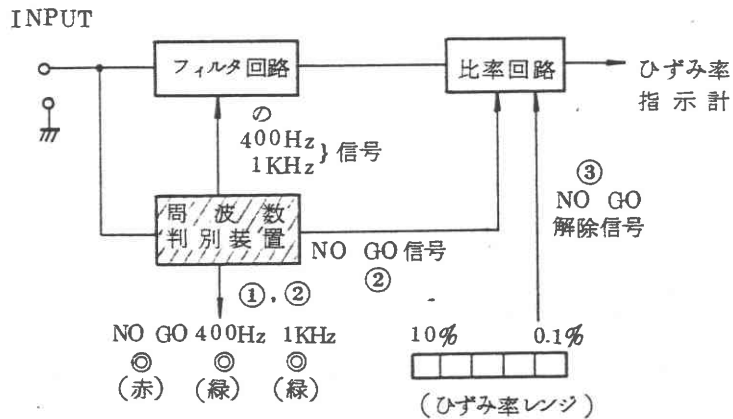 INPUT
フィルタ回路
比率回路
ひずみ率
指示計
の
400Hz
1KHz
}信号
周波数
判別装置
NO GO信号
②
③
NO GO
解除信号
①,②
NO GO 400Hz 1KHz
◎ ◎ ◎
(赤) (緑) (緑)
10% 0.1%
(ひずみ率レンジ)